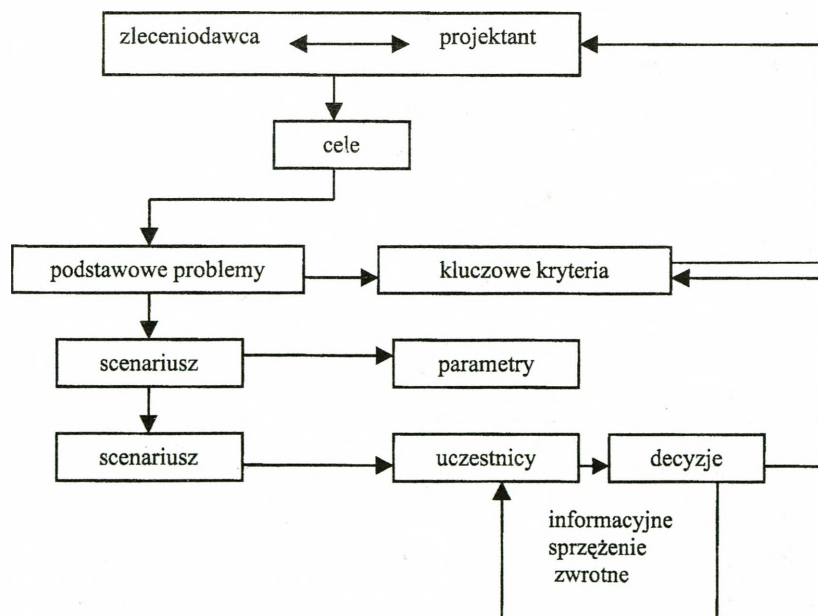 zleceniodawca projektant
cele
podstawowe problemy kluczowe kryteria
scenariusz parametry
scenariusz uczestnicy decyzje
informacyjne
sprzężenie
zwrotne